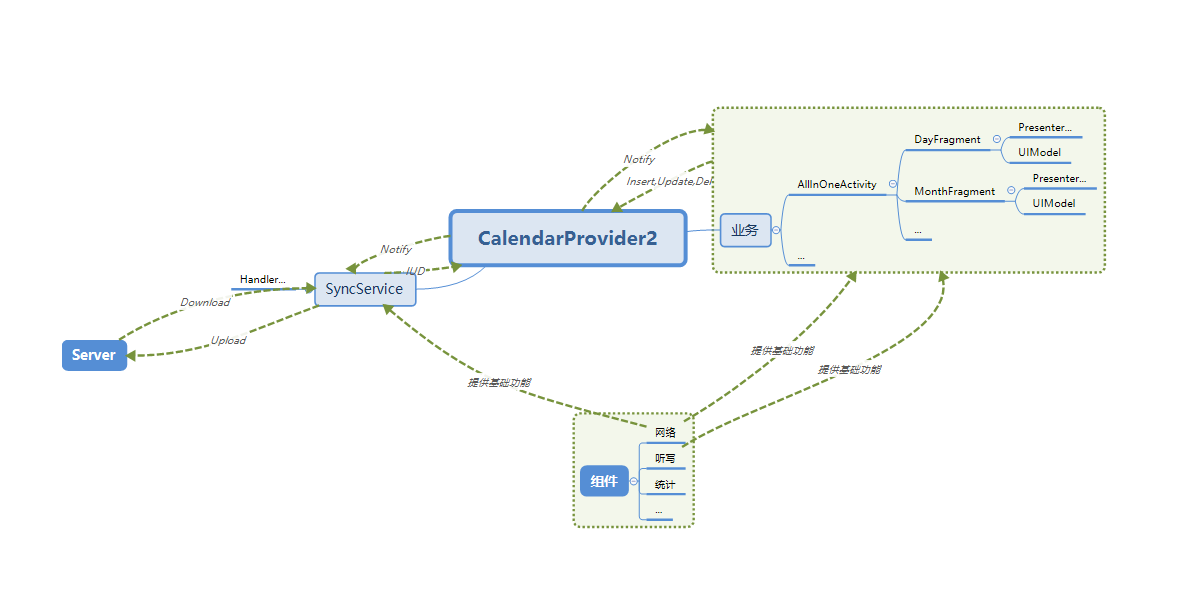 Presenter...
DayFragment
UIModel
Notify
Insert,Update,Del
AllInOneActivity
Presenter...
MonthFragment
UIModel
CalendarProvider2
业务
...
...
Notify
IUD
Handler...
SyncService
Download
Upload
Server
提供基础功能
提供基础功能
提供基础功能
网络
听写
组件
统计
...